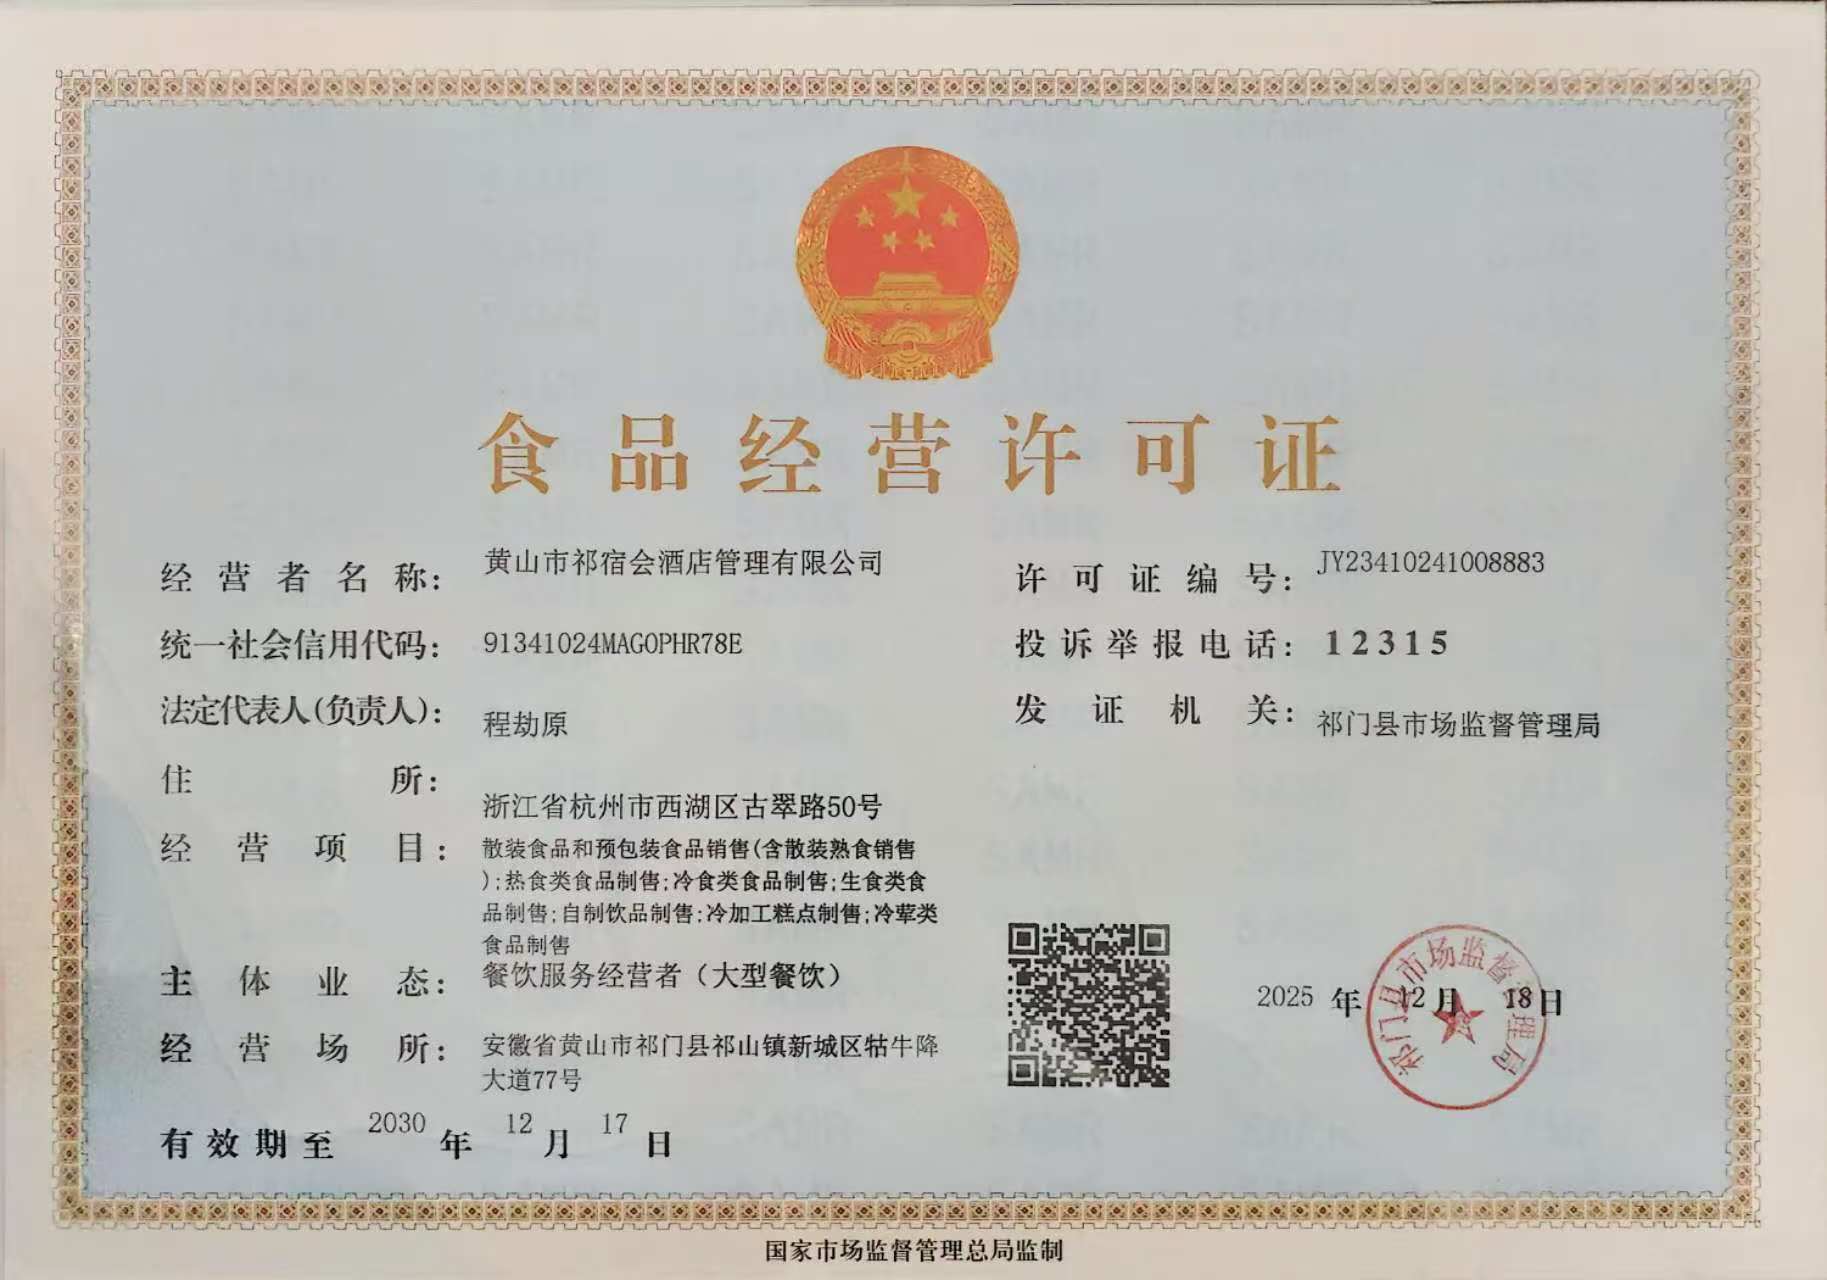 食品经营许可证
经营者名称： 黄山市祁宿会酒店管理有限公司
统一社会信用代码： 91341024MAG0PHR78E
法定代表人(负责人)： 程劼原
住所： 浙江省杭州市西湖区古翠路50号
经营项目： 散装食品和预包装食品销售(含散装熟食销售
);热食类食品制售;冷食类食品制售;生食类食
品制售;自制饮品制售;冷加工糕点制售;冷荤类
食品制售
主体业态： 餐饮服务经营者（大型餐饮）
经营场所： 安徽省黄山市祁门县祁山镇新城区牯牛降
大道77号
有效期至 2030 年 12 月 17 日
许可证编号： JY23410241008883
投诉举报电话： 12315
发证机关： 祁门县市场监督管理局
2025 年 12 月 18 日
祁门县市场监督管理局
国家市场监督管理总局监制